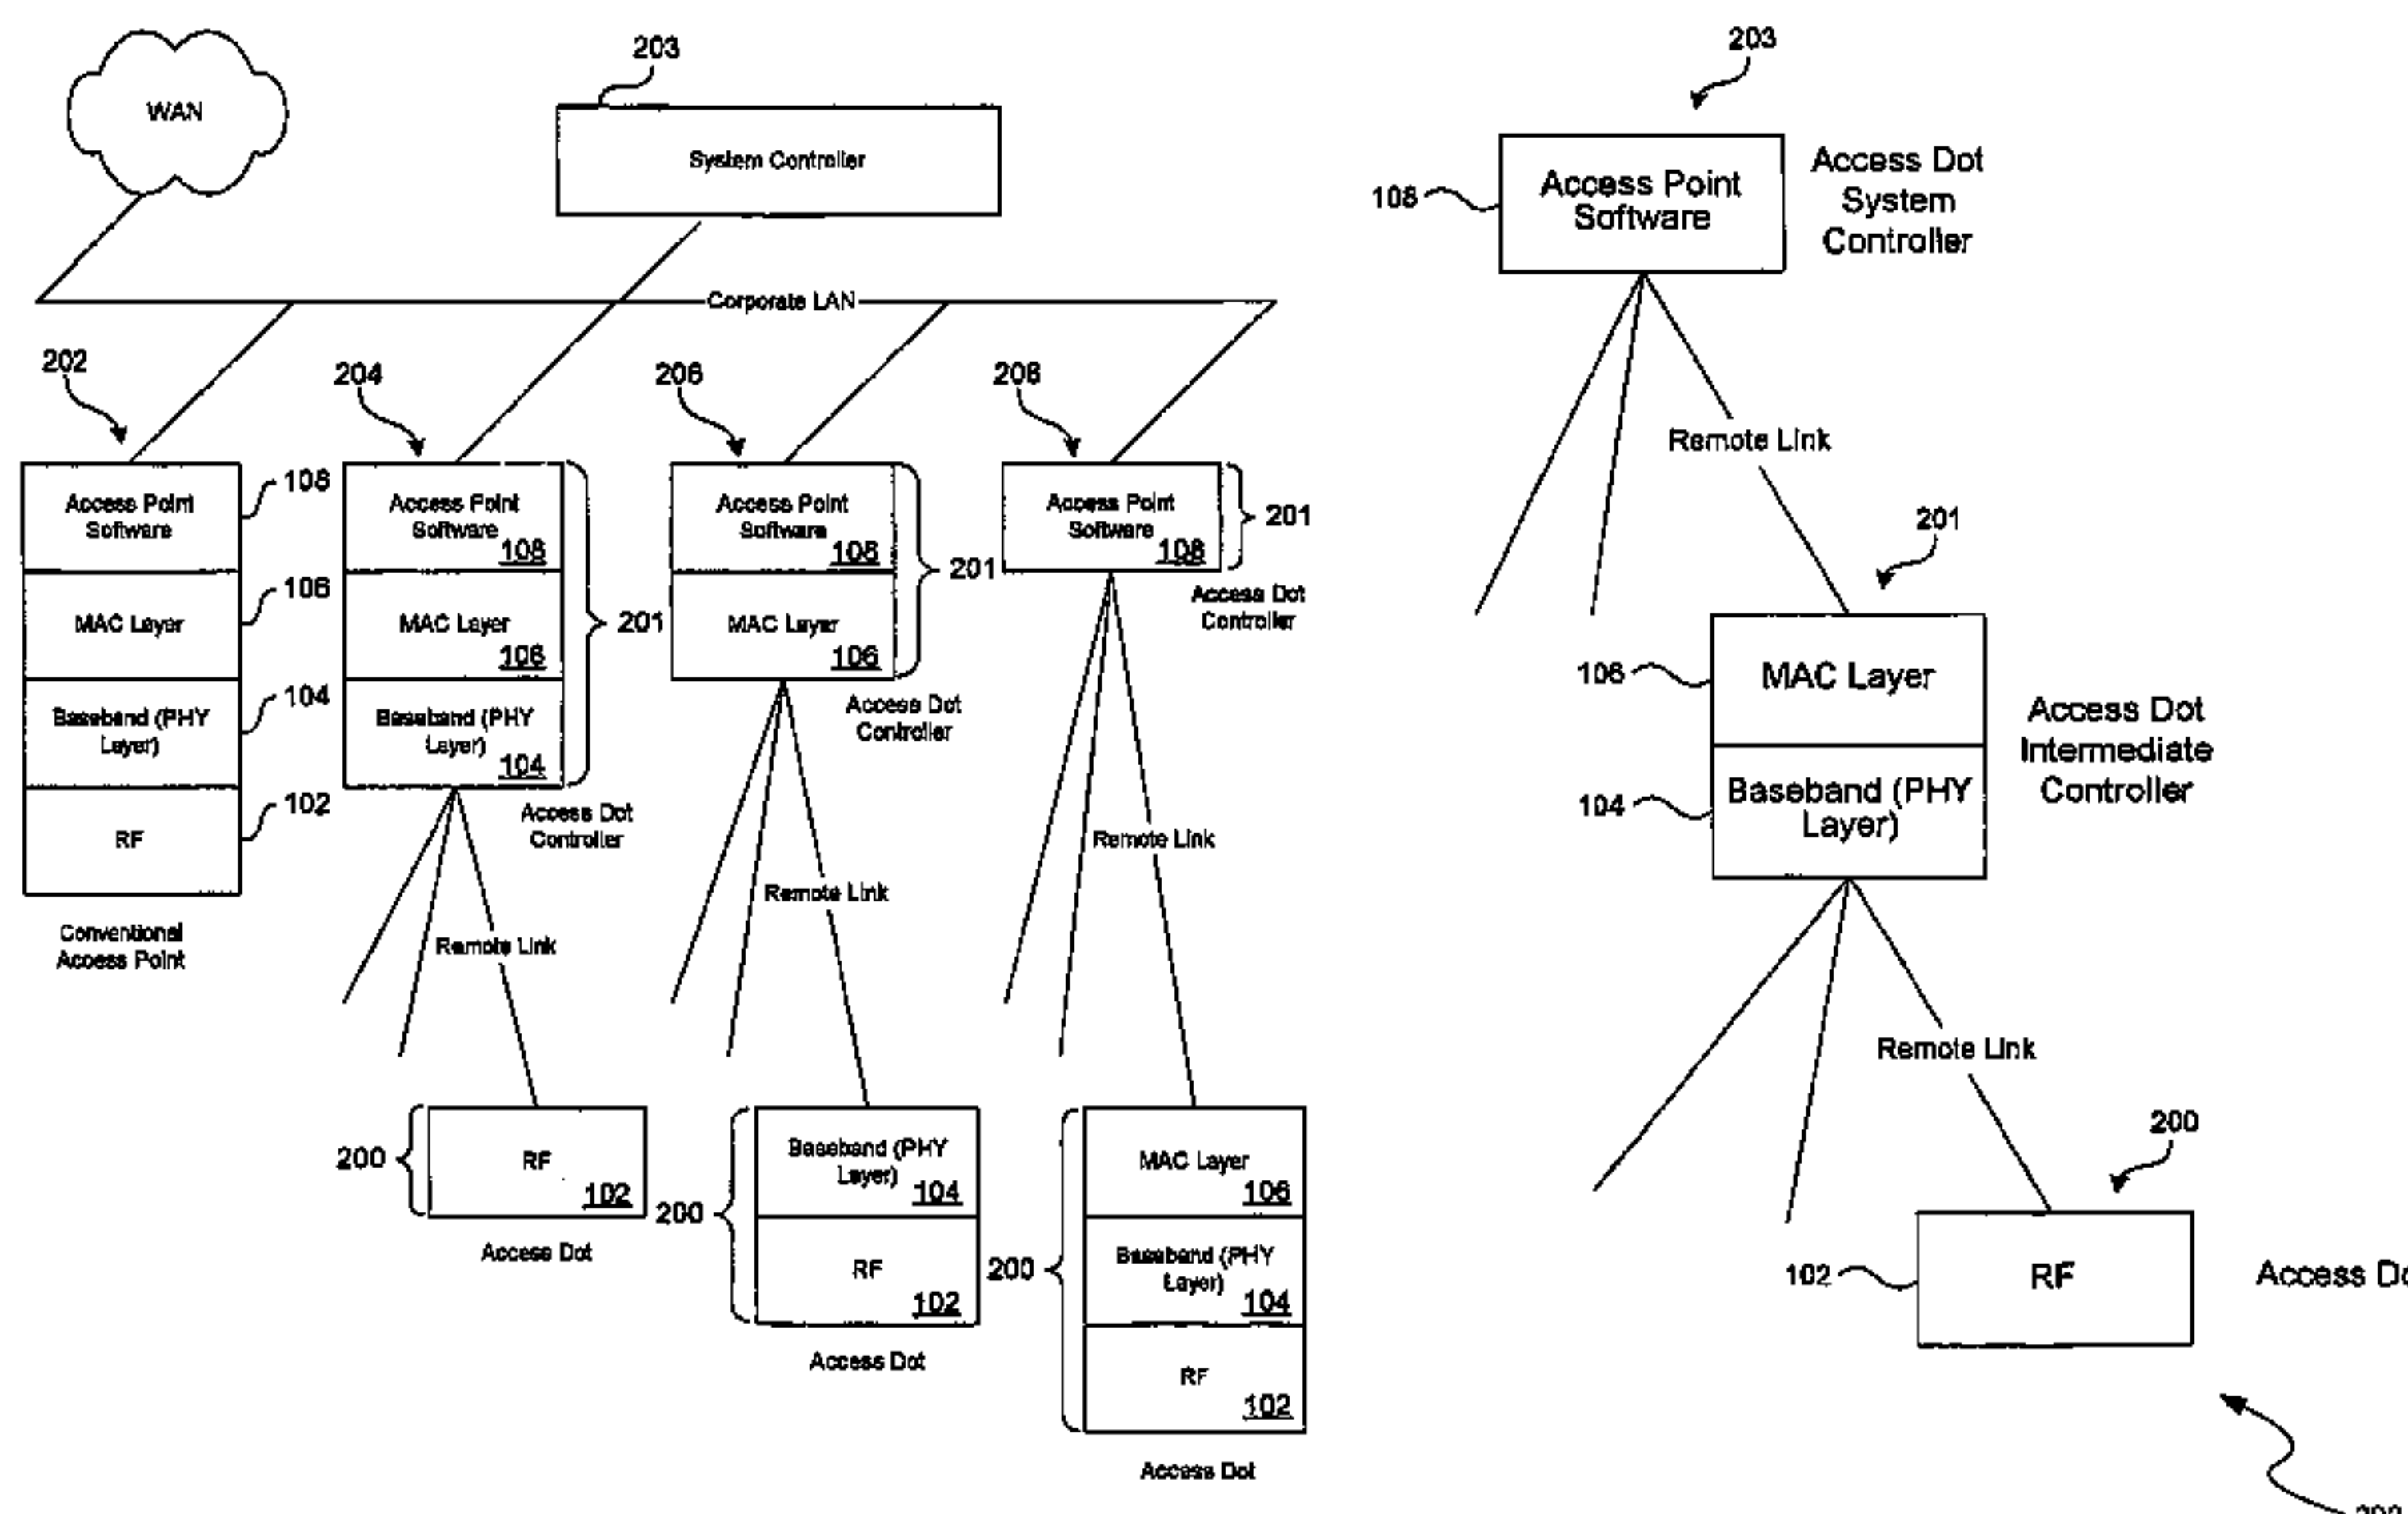 203
WAN
System Controller
Corporate LAN
202
204
206
208
Access Point
Software
108
MAC Layer
106
Baseband (PHY
Layer)
104
RF
102
Conventional
Access Point
Access Point
Software
108
MAC Layer
106
Baseband (PHY
Layer)
104
201
Access Dot
Controller
Remote Link
200
RF
102
Access Dot
Access Point
Software
108
MAC Layer
106
201
Access Dot
Controller
Remote Link
200
Baseband (PHY
Layer)
104
RF
102
Access Dot
Access Point
Software
108
201
Access Dot
Controller
Remote Link
200
MAC Layer
106
Baseband (PHY
Layer)
104
RF
102
Access Dot
203
108
Access Point
Software
Access Dot
System
Controller
Remote Link
201
106
MAC Layer
104
Baseband (PHY
Layer)
Access Dot
Intermediate
Controller
Remote Link
200
102
RF
Access